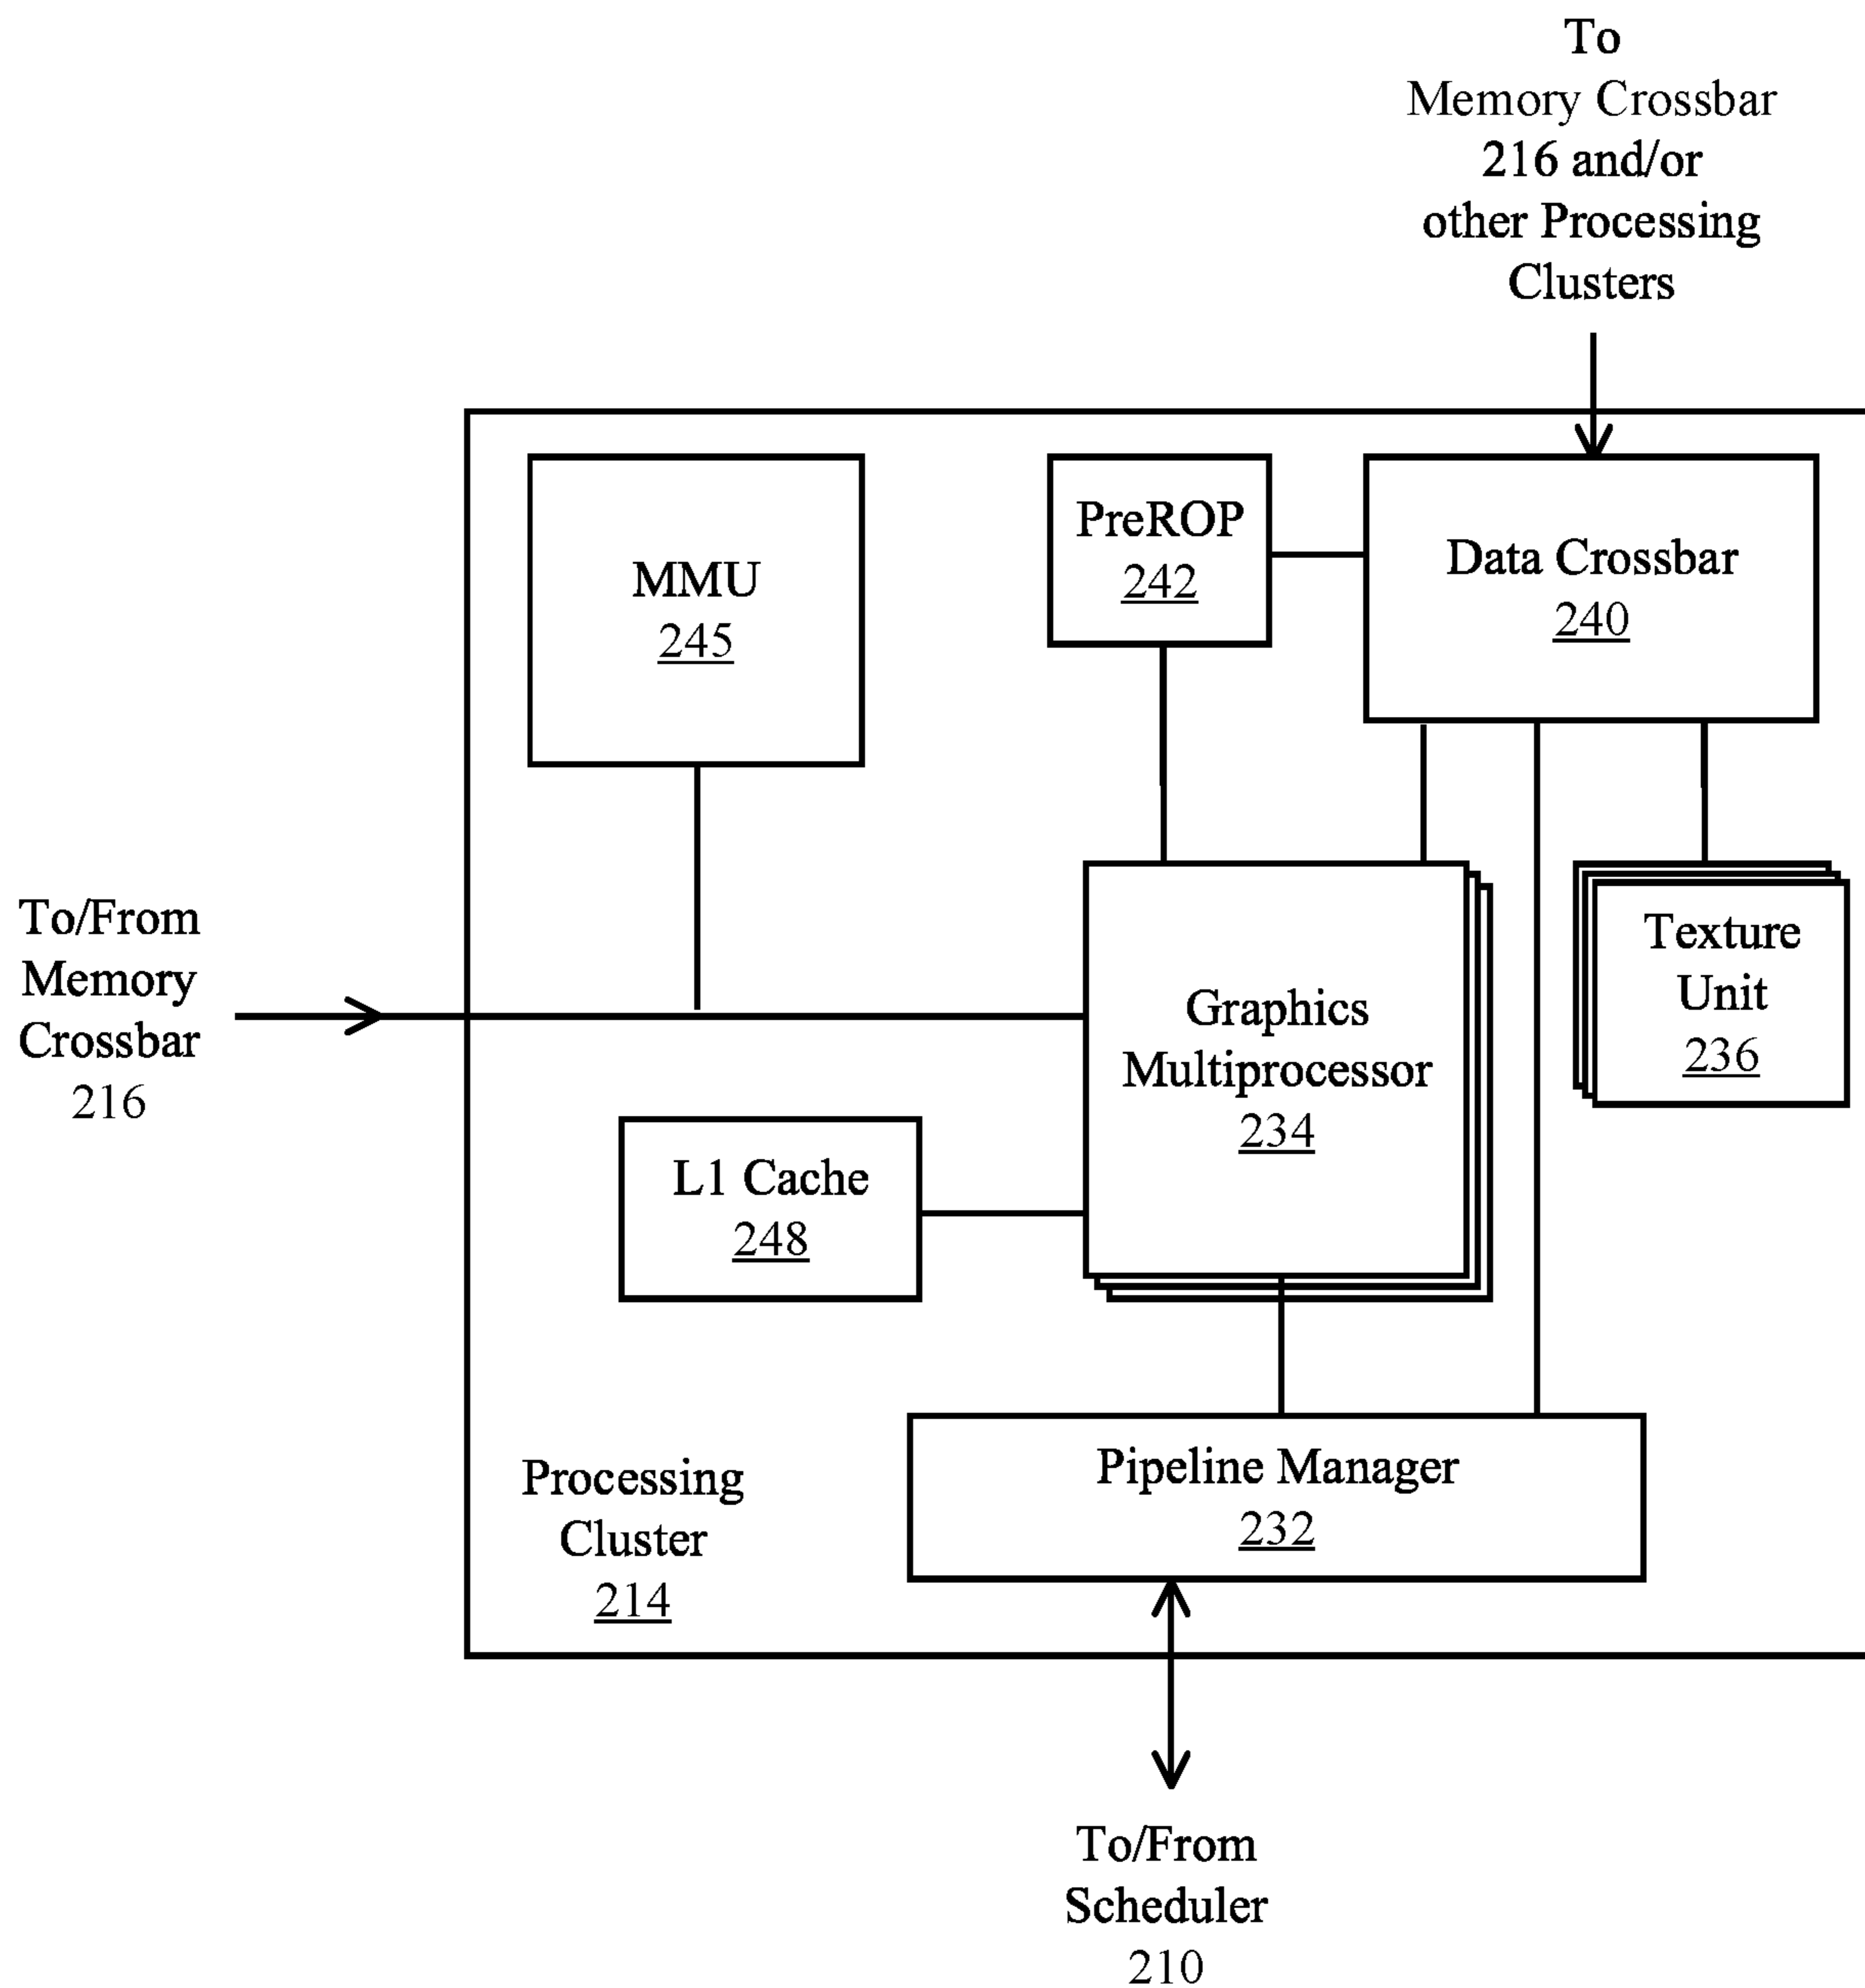 To
Memory Crossbar
216 and/or
other Processing
Clusters
MMU
245
PreROP
242
Data Crossbar
240
To/From
Memory
Crossbar
216
Graphics
Multiprocessor
234
Texture
Unit
236
L1 Cache
248
Processing
Cluster
214
Pipeline Manager
232
To/From
Scheduler
210